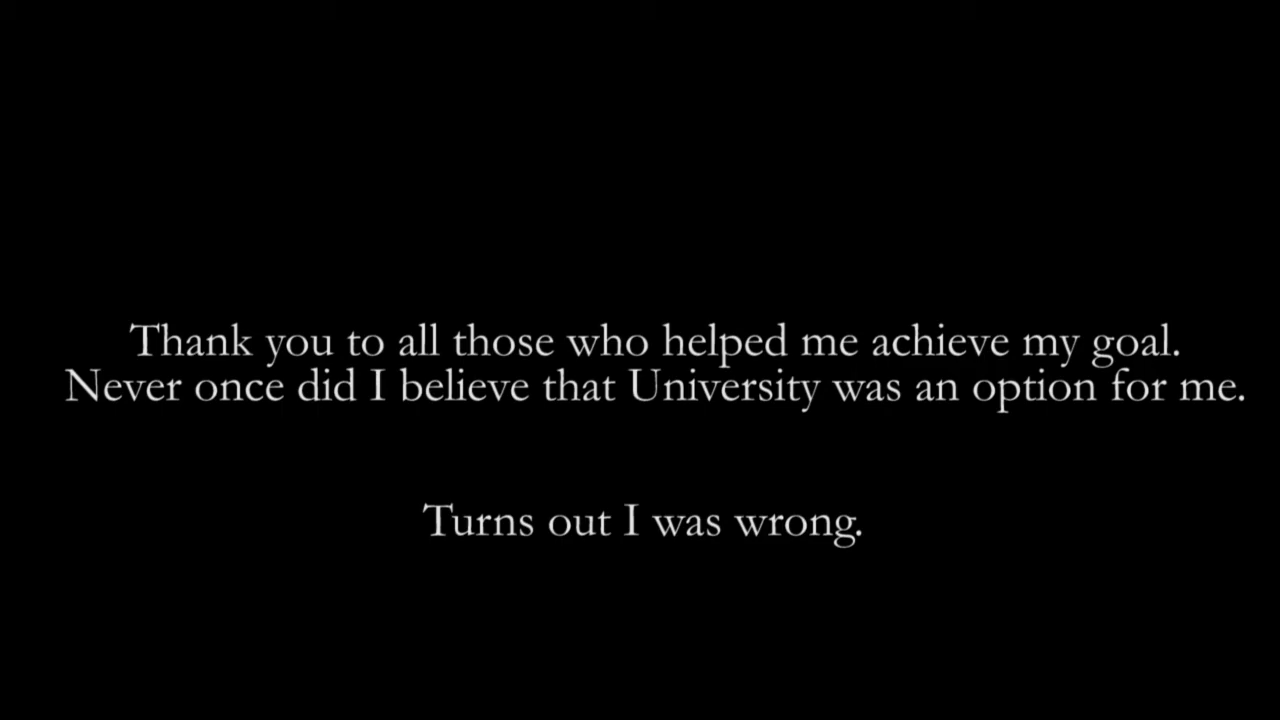 Thank you to all those who helped me achieve my goal.
Never once did I believe that University was an option for me.
Turns out I was wrong.